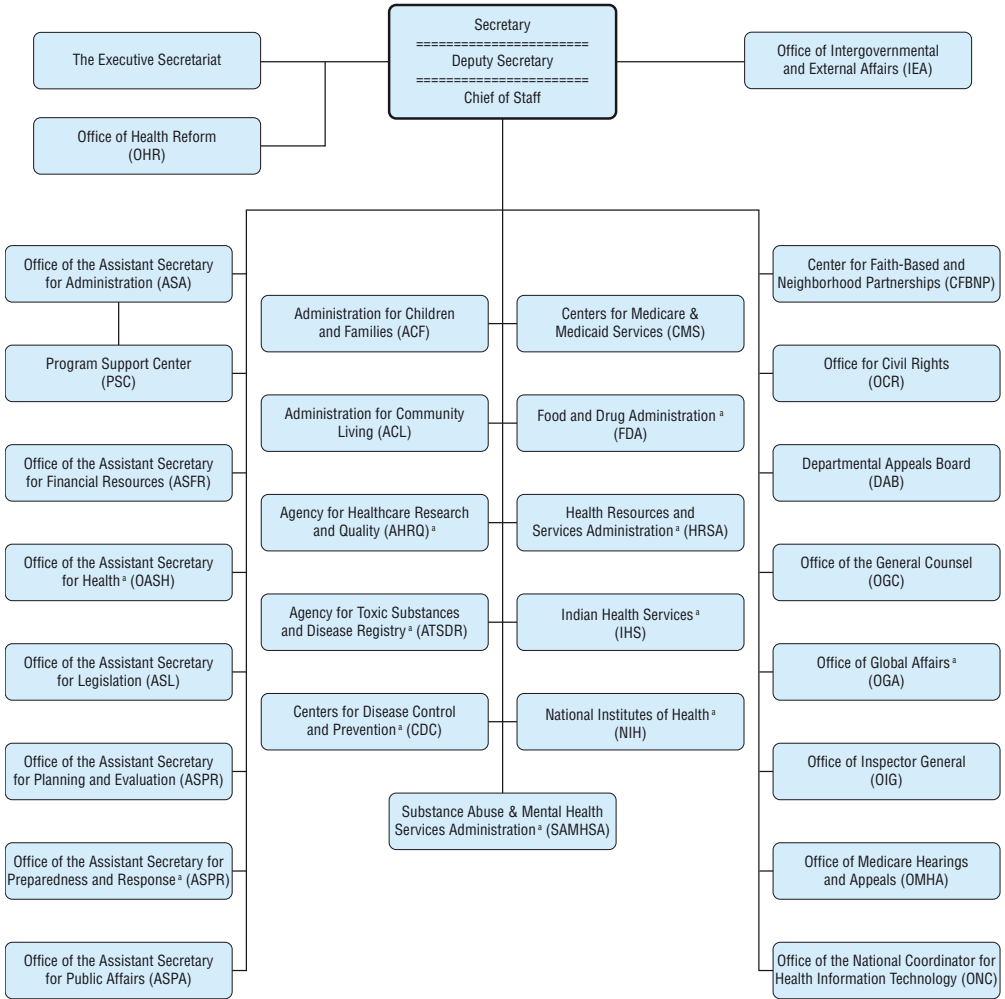 Secretary
=======================
Deputy Secretary
=======================
Chief of Staff
The Executive Secretariat
Office of Intergovernmental
and External Affairs (IEA)
Office of Health Reform
(OHR)
Office of the Assistant Secretary
for Administration (ASA)
Program Support Center
(PSC)
Office of the Assistant Secretary
for Financial Resources (ASFR)
Office of the Assistant Secretary
for Health ª (OASH)
Office of the Assistant Secretary
for Legislation (ASL)
Office of the Assistant Secretary
for Planning and Evaluation (ASPR)
Office of the Assistant Secretary for
Preparedness and Response ª (ASPR)
Office of the Assistant Secretary
for Public Affairs (ASPA)
Administration for Children
and Families (ACF)
Centers for Medicare &
Medicaid Services (CMS)
Administration for Community
Living (ACL)
Food and Drug Administration ª
(FDA)
Agency for Healthcare Research
and Quality (AHRQ) ª
Health Resources and
Services Administration ª (HRSA)
Agency for Toxic Substances
and Disease Registry ª (ATSDR)
Indian Health Services ª
(IHS)
Centers for Disease Control
and Prevention ª (CDC)
National Institutes of Health ª
(NIH)
Substance Abuse & Mental Health
Services Administration ª (SAMHSA)
Center for Faith-Based and
Neighborhood Partnerships (CFBNP)
Office for Civil Rights
(OCR)
Departmental Appeals Board
(DAB)
Office of the General Counsel
(OGC)
Office of Global Affairs ª
(OGA)
Office of Inspector General
(OIG)
Office of Medicare Hearings
and Appeals (OMHA)
Office of the National Coordinator for
Health Information Technology (ONC)